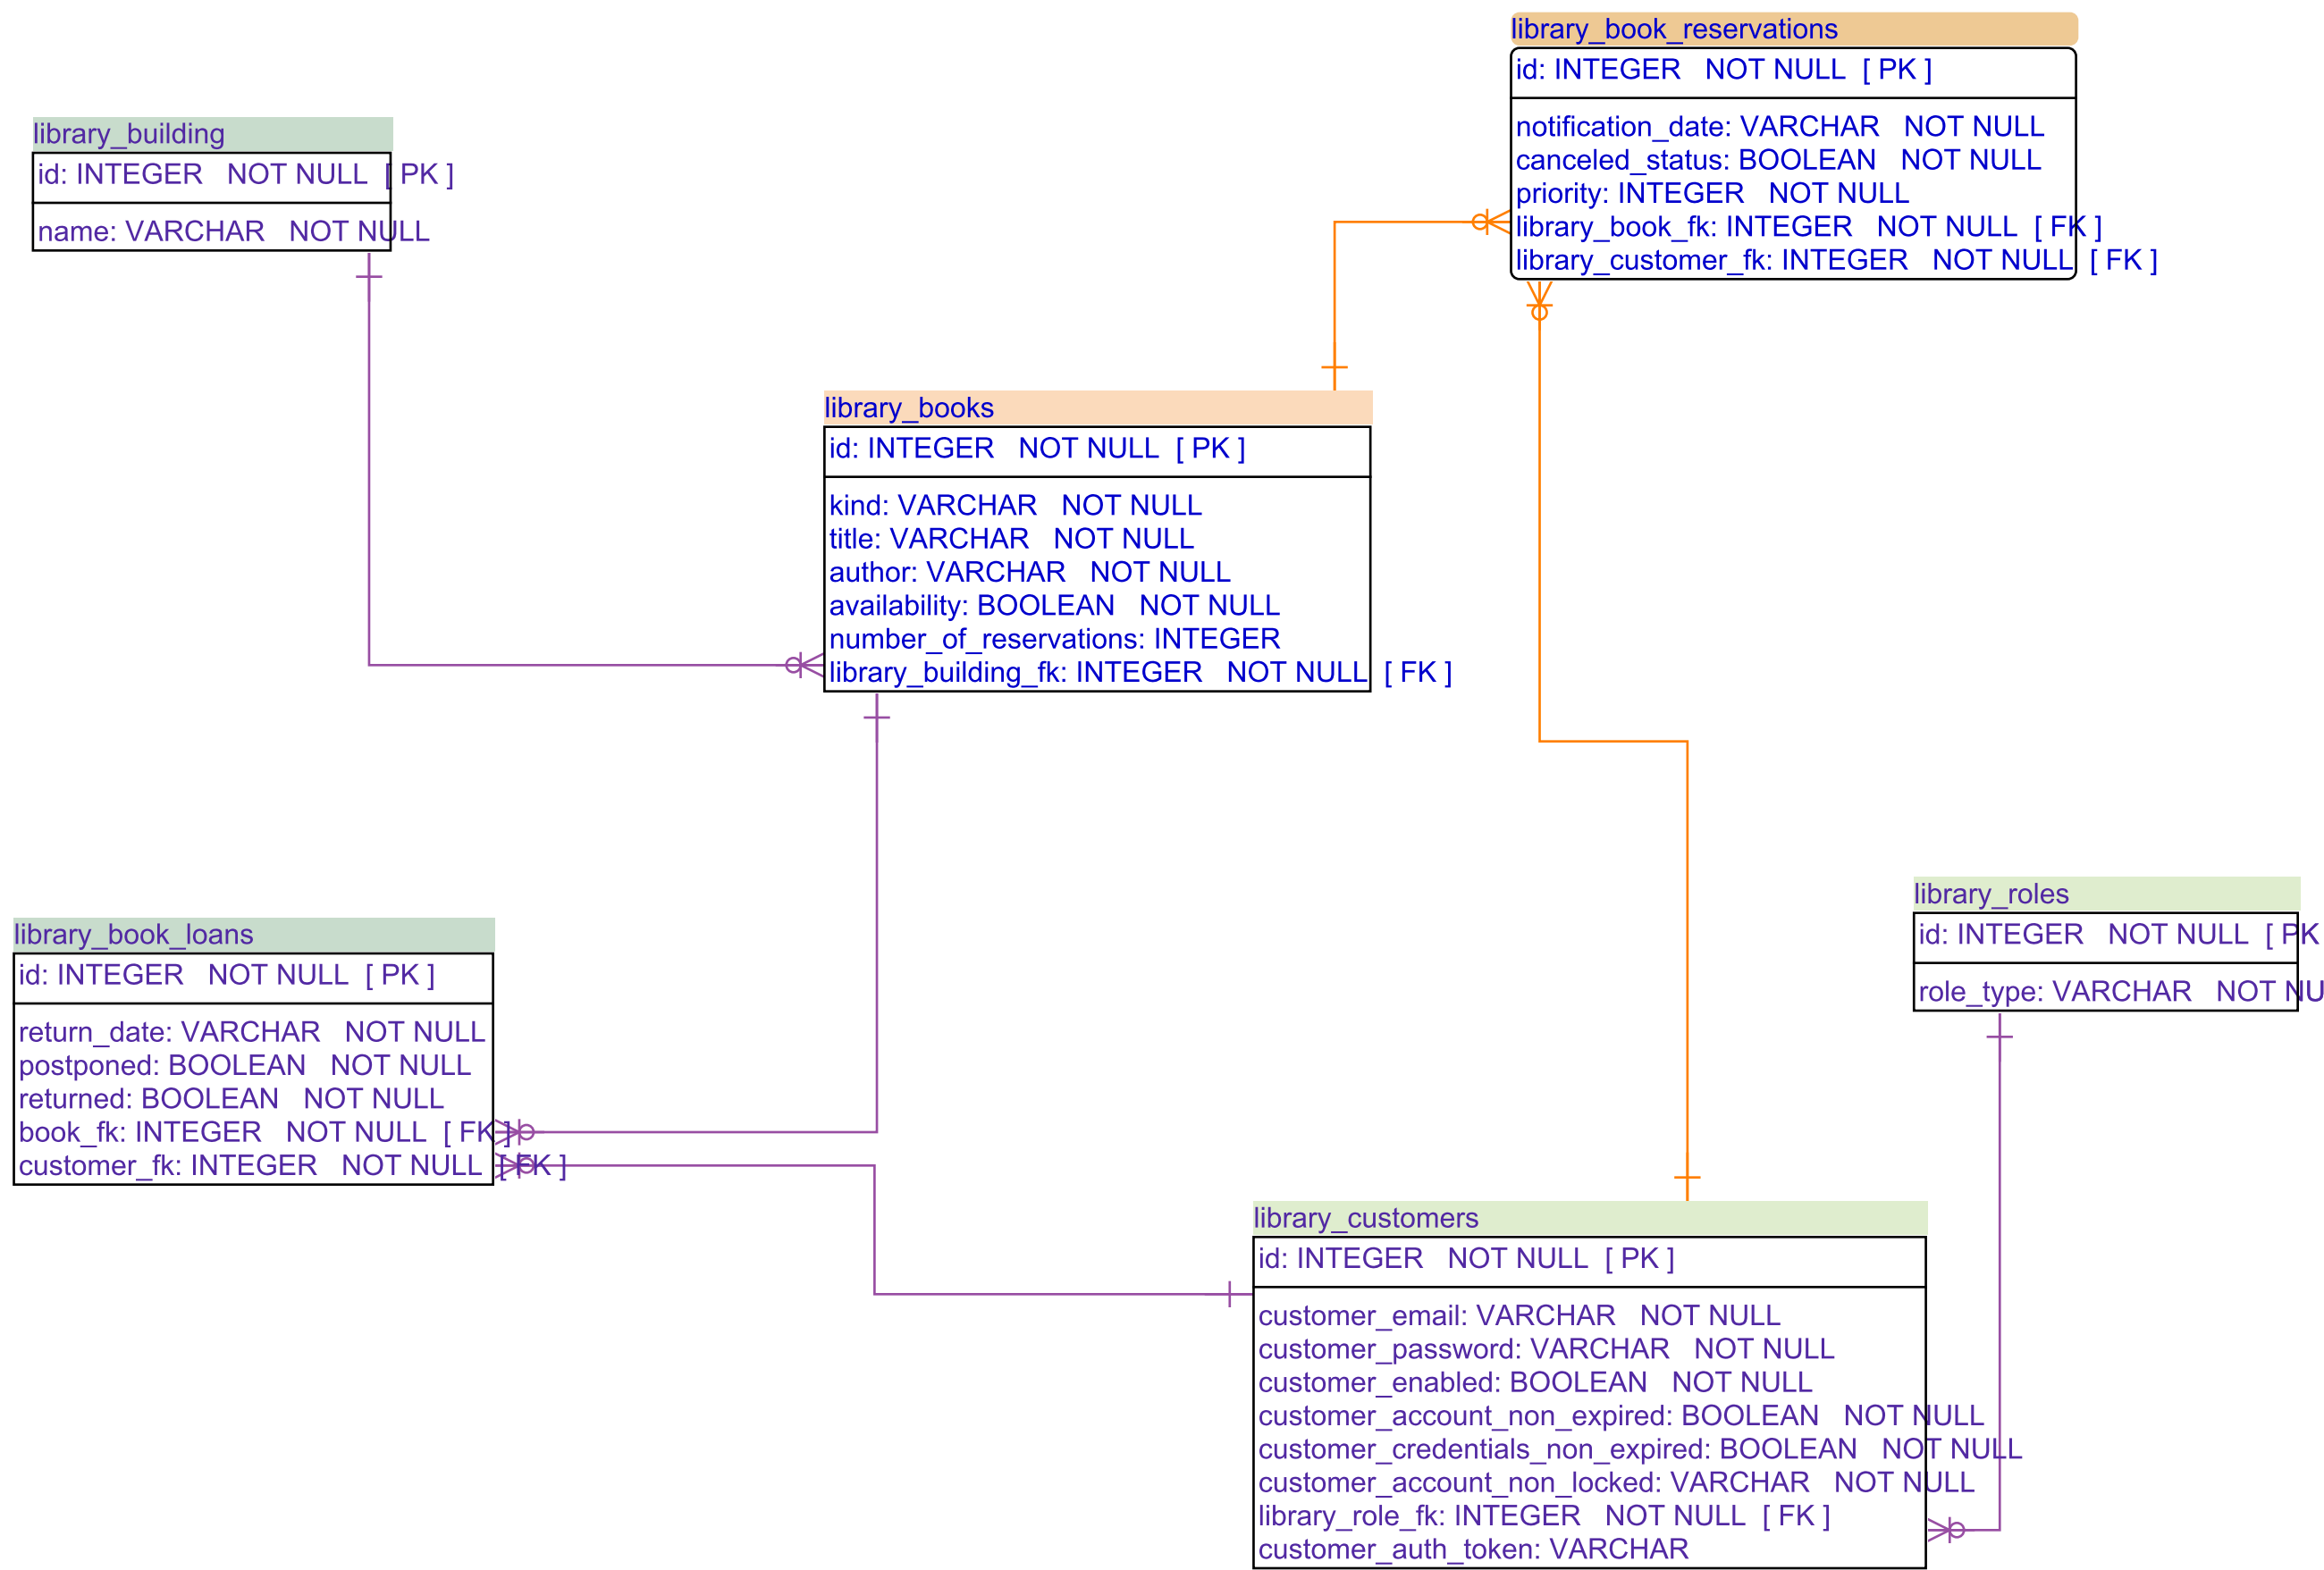 library_book_reservations
id: INTEGER   NOT NULL  [ PK ]
notification_date: VARCHAR   NOT NULL
canceled_status: BOOLEAN   NOT NULL
priority: INTEGER   NOT NULL
library_book_fk: INTEGER   NOT NULL  [ FK ]
library_customer_fk: INTEGER   NOT NULL  [ FK ]
library_building
id: INTEGER   NOT NULL  [ PK ]
name: VARCHAR   NOT NULL
library_books
id: INTEGER   NOT NULL  [ PK ]
kind: VARCHAR   NOT NULL
title: VARCHAR   NOT NULL
author: VARCHAR   NOT NULL
availability: BOOLEAN   NOT NULL
number_of_reservations: INTEGER
library_building_fk: INTEGER   NOT NULL  [ FK ]
library_roles
id: INTEGER   NOT NULL  [ PK
role_type: VARCHAR   NOT NU
library_book_loans
id: INTEGER   NOT NULL  [ PK ]
return_date: VARCHAR   NOT NULL
postponed: BOOLEAN   NOT NULL
returned: BOOLEAN   NOT NULL
book_fk: INTEGER   NOT NULL  [ FK ]
customer_fk: INTEGER   NOT NULL  [ FK ]
library_customers
id: INTEGER   NOT NULL  [ PK ]
customer_email: VARCHAR   NOT NULL
customer_password: VARCHAR   NOT NULL
customer_enabled: BOOLEAN   NOT NULL
customer_account_non_expired: BOOLEAN   NOT NULL
customer_credentials_non_expired: BOOLEAN   NOT NULL
customer_account_non_locked: VARCHAR   NOT NULL
library_role_fk: INTEGER   NOT NULL  [ FK ]
customer_auth_token: VARCHAR